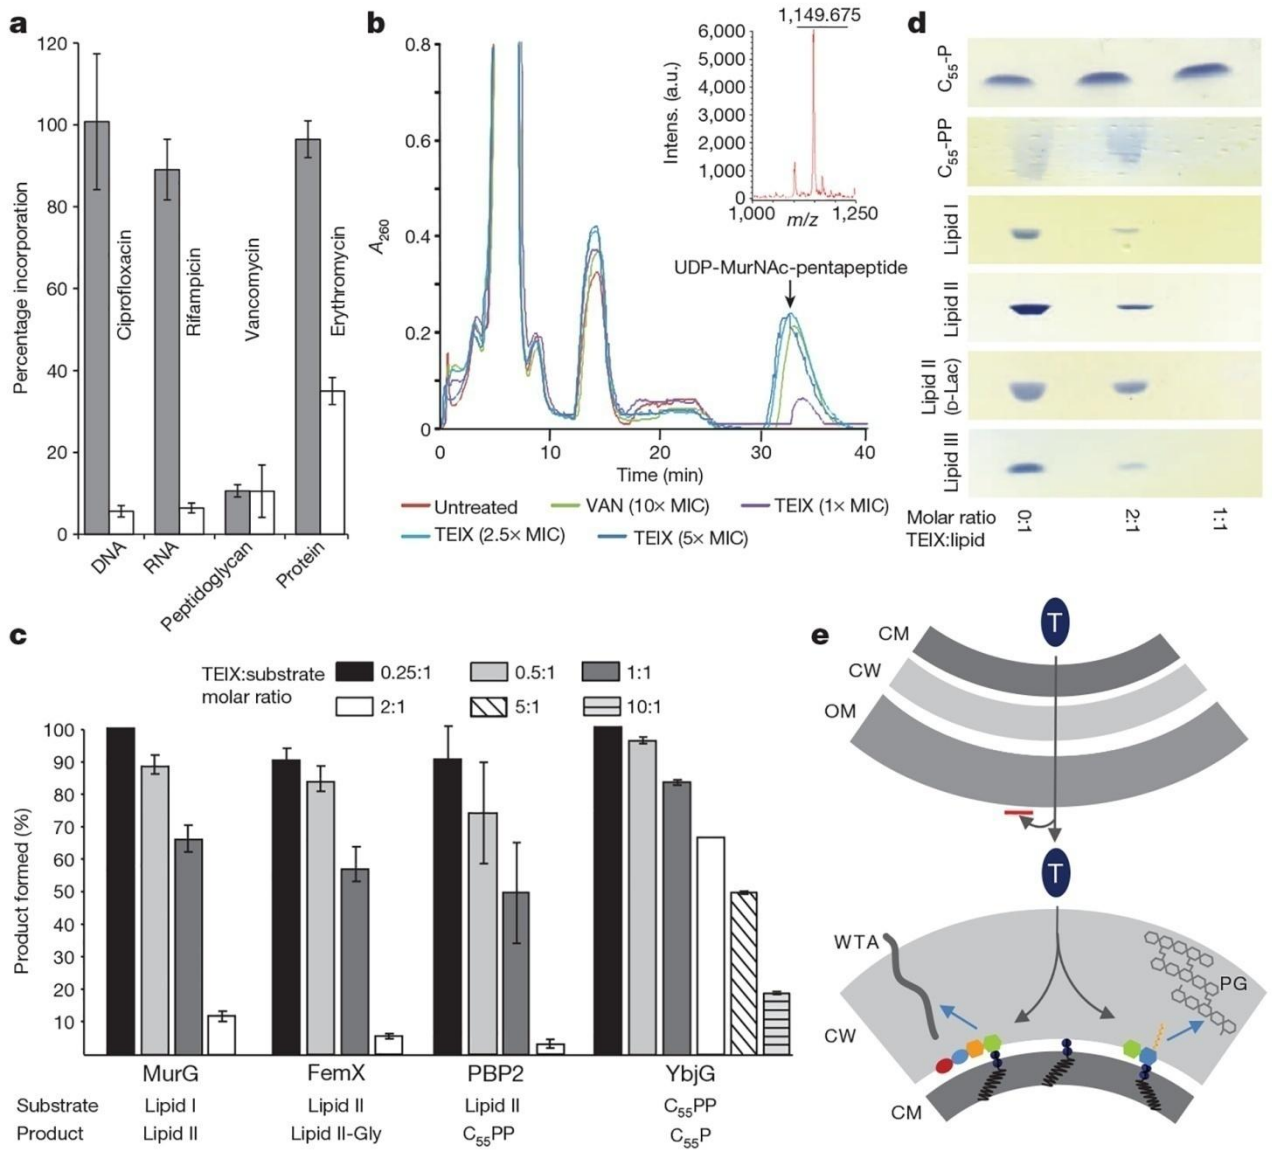 a
120
100
80
60
40
20
0
Percentage incorporation
Ciprofloxacin
Rifampicin
Vancomycin
Erythromycin
DNA
RNA
Peptidoglycan
Protein
b
0.8
0.6
0.4
0.2
0
A260
0 10 20 30 40
Time (min)
1,149.675
6,000
5,000
4,000
3,000
2,000
1,000
0
Intens. (a.u.)
1,000 m/z 1,250
UDP-MurNAc-pentapeptide
Untreated VAN (10× MIC) TEIX (1× MIC)
TEIX (2.5× MIC) TEIX (5× MIC)
d
C55-P
C55-PP
Lipid I
Lipid II
Lipid II
(D-Lac)
Lipid III
Molar ratio
TEIX:lipid
0:1
2:1
1:1
c
TEIX:substrate
molar ratio
0.25:1 0.5:1 1:1
2:1 5:1 10:1
100
90
80
70
60
50
40
30
20
10
Product formed (%)
MurG FemX PBP2 YbjG
Substrate Lipid I Lipid II Lipid II C55PP
Product Lipid II Lipid II-Gly C55PP C55P
e
T
CM
CW
OM
T
WTA
PG
CW
CM